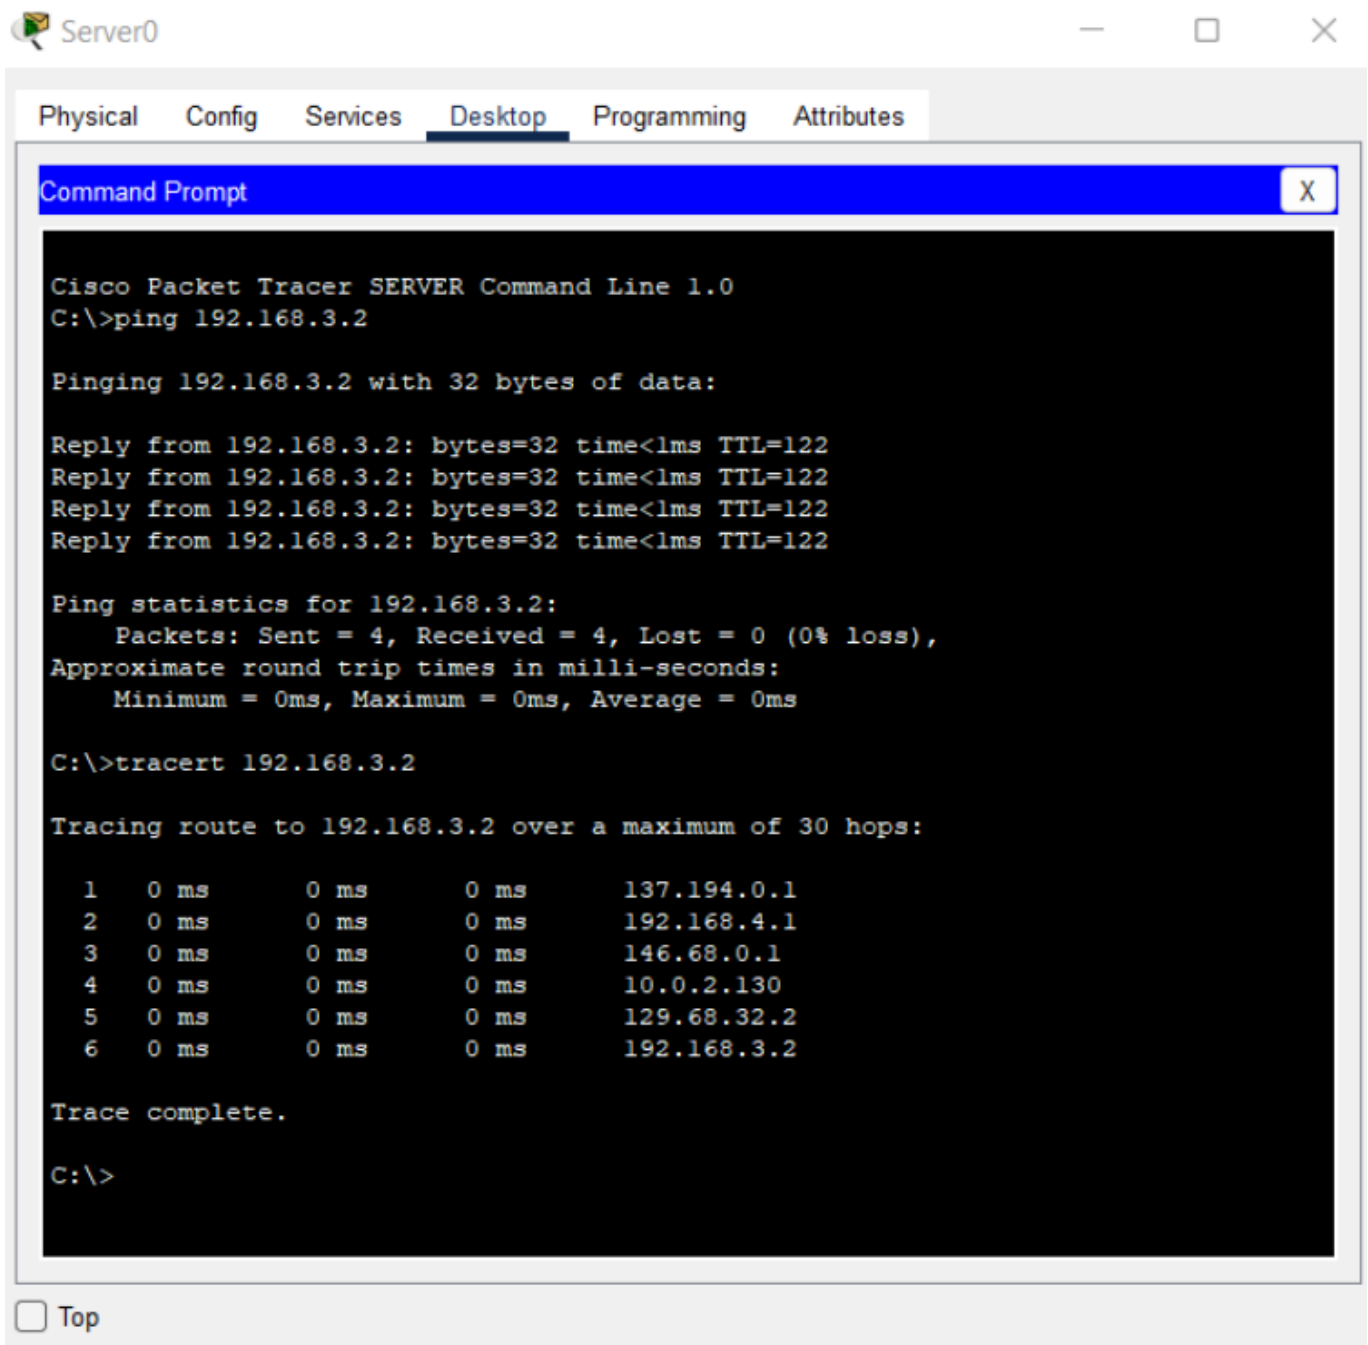 Server0
Physical Config Services Desktop Programming Attributes
Command Prompt X
Cisco Packet Tracer SERVER Command Line 1.0
C:\>ping 192.168.3.2
Pinging 192.168.3.2 with 32 bytes of data:
Reply from 192.168.3.2: bytes=32 time<1ms TTL=122
Reply from 192.168.3.2: bytes=32 time<1ms TTL=122
Reply from 192.168.3.2: bytes=32 time<1ms TTL=122
Reply from 192.168.3.2: bytes=32 time<1ms TTL=122
Ping statistics for 192.168.3.2:
Packets: Sent = 4, Received = 4, Lost = 0 (0% loss),
Approximate round trip times in milli-seconds:
Minimum = 0ms, Maximum = 0ms, Average = 0ms
C:\>tracert 192.168.3.2
Tracing route to 192.168.3.2 over a maximum of 30 hops:
1 0 ms 0 ms 0 ms 137.194.0.1
2 0 ms 0 ms 0 ms 192.168.4.1
3 0 ms 0 ms 0 ms 146.68.0.1
4 0 ms 0 ms 0 ms 10.0.2.130
5 0 ms 0 ms 0 ms 129.68.32.2
6 0 ms 0 ms 0 ms 192.168.3.2
Trace complete.
C:\>
Top